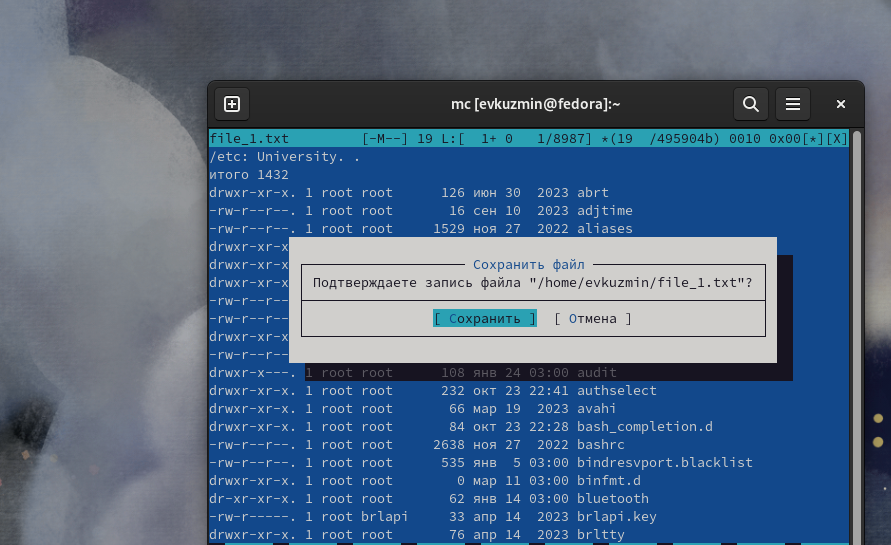 mc [evkuzmin@fedora]:~
file_1.txt [-M--] 19 L:[ 1+ 0 1/8987] *(19 /495904b) 0010 0x00[*][X]
/etc: University. .
итого 1432
drwxr-xr-x. 1 root root 126 июн 30 2023 abrt
-rw-r--r--. 1 root root 16 сен 10 2023 adjtime
-rw-r--r--. 1 root root 1529 ноя 27 2022 aliases
drwxr-xr-x
drwxr-xr-x
Сохранить файл
drwxr-xr-x
Подтверждаете запись файла "/home/evkuzmin/file_1.txt"?
-rw-r--r--
-rw-r--r--
[ Сохранить ] [ Отмена ]
drwxr-xr-x
-rw-r--r--
drwxr-x---. 1 root root 108 янв 24 03:00 audit
drwxr-xr-x. 1 root root 232 окт 23 22:41 authselect
drwxr-xr-x. 1 root root 66 мар 19 2023 avahi
drwxr-xr-x. 1 root root 84 окт 23 22:28 bash_completion.d
-rw-r--r--. 1 root root 2638 ноя 27 2022 bashrc
-rw-r--r--. 1 root root 535 янв 5 03:00 bindresvport.blacklist
drwxr-xr-x. 1 root root 0 мар 11 03:00 binfmt.d
dr-xr-xr-x. 1 root root 62 янв 14 03:00 bluetooth
-rw-r-----. 1 root brlapi 33 апр 14 2023 brlapi.key
drwxr-xr-x. 1 root root 76 апр 14 2023 brltty